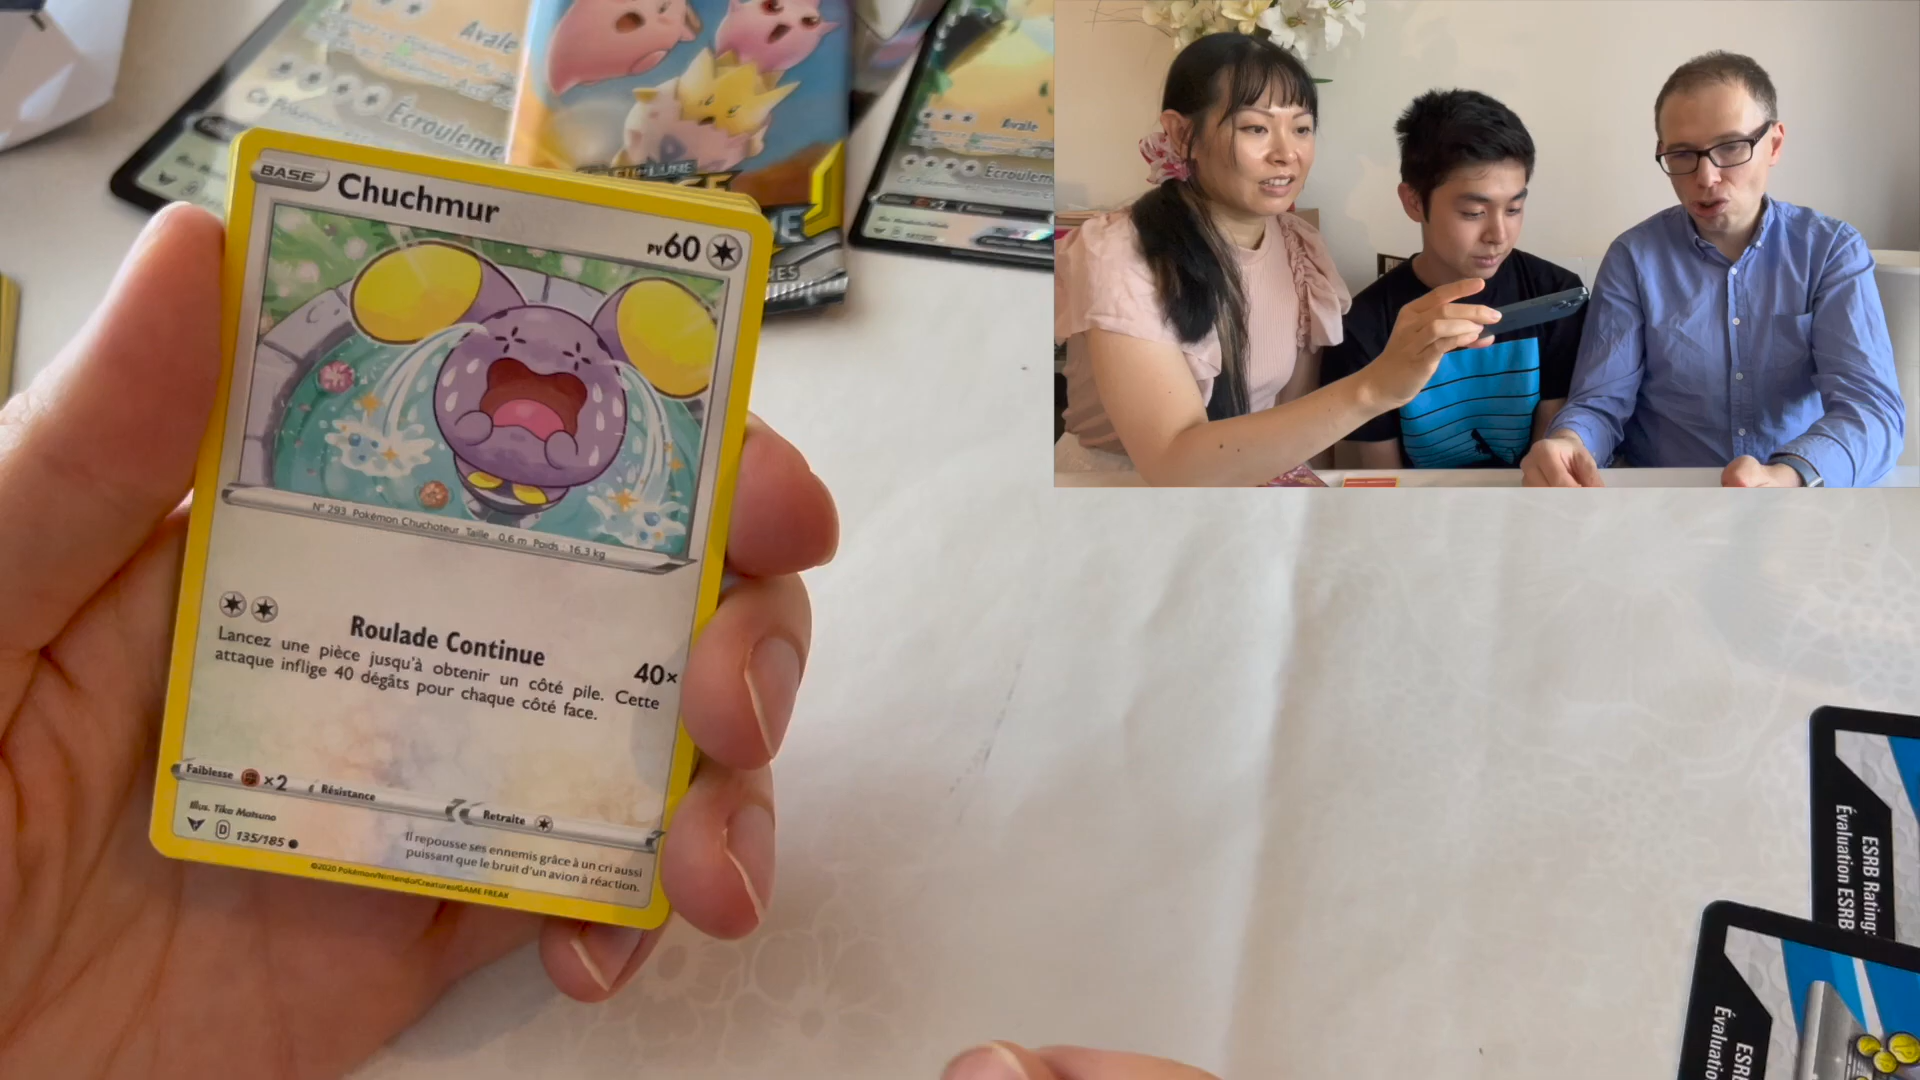 BASE Chuchmur
PV60
N° 293 Pokémon Chuchoteur Taille : 0,6 m Poids : 16,3 kg
Roulade Continue
40×
Lancez une pièce jusqu'à obtenir un côté pile. Cette
attaque inflige 40 dégâts pour chaque côté face.
Faiblesse ×2 Résistance Retraite
Illus. Tika Matsuno
D 135/185
Il repousse ses ennemis grâce à un cri aussi
puissant que le bruit d'un avion à réaction.
©2020 Pokémon/Nintendo/Creatures/GAME FREAK
Avale
Écrouleme
Avale
Écroulem
×2
ESRB Rating:
Évaluation ESRB